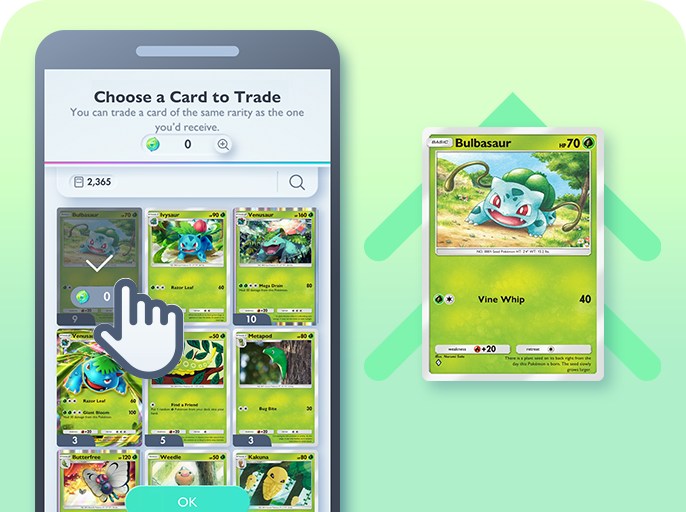 Choose a Card to Trade
You can trade a card of the same rarity as the one
you'd receive.
0
2,365
Bulbasaur 70
Ivysaur 90
Venusaur 160
Razor Leaf 60
Mega Drain 80
0
9
10
Venusaur
Metapod 80
Razor Leaf 60
Giant Bloom 100
Find a Friend
Bug Bite 30
3
5
3
Butterfree 120
Weedle 50
Kakuna 80
OK
BASIC Bulbasaur HP 70
NO. 0001 Seed Pokémon HT: 2'4" WT: 15.2 lbs.
Vine Whip 40
weakness +20 retreat
Illus. Narumi Sato
There is a plant seed on its back right from the
day this Pokémon is born. The seed slowly
grows larger.